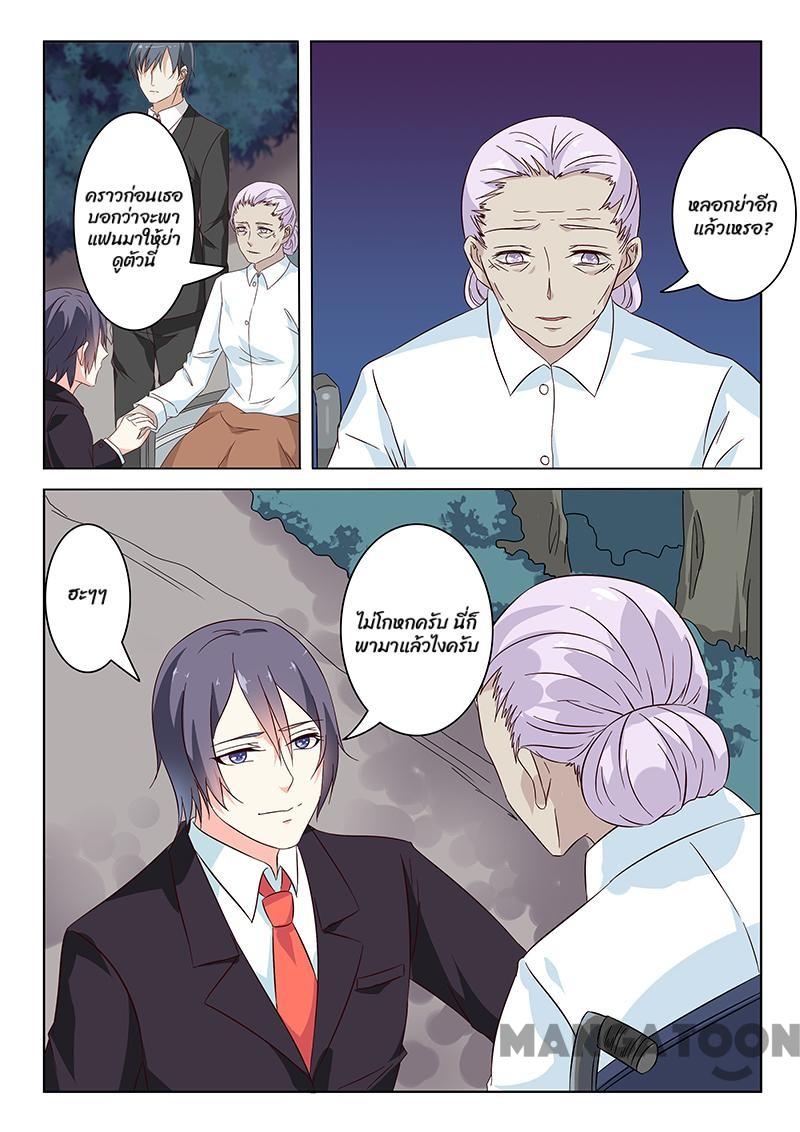 คราวก่อนเธอ
บอกว่าจะพา
แฟนมาให้ย่า
ดูตัวนี่
หลอกย่าอีก
แล้วเหรอ?
ฮะๆๆ
ไม่โกหกครับ นี่ก็
พามาแล้วไงครับ
MANGATOON